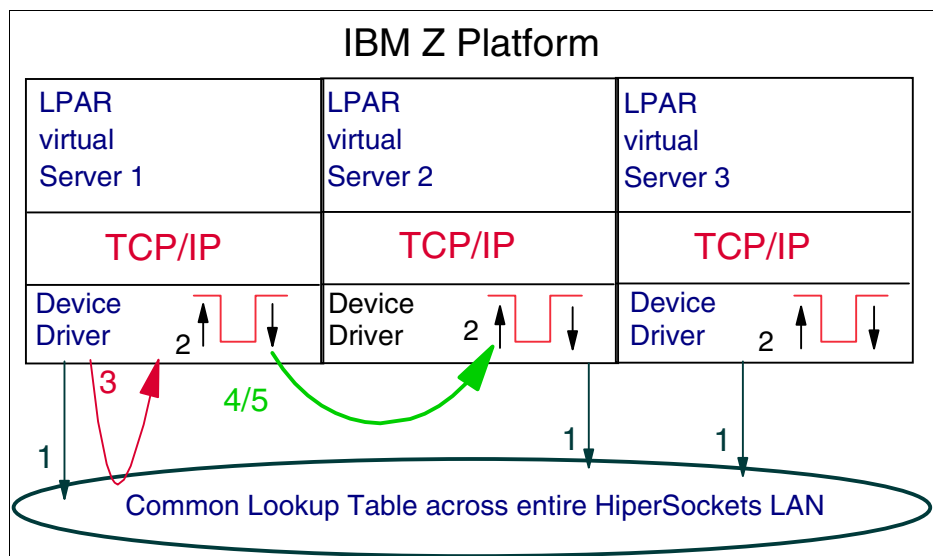 IBM Z Platform
LPAR
virtual
Server 1
LPAR
virtual
Server 2
LPAR
virtual
Server 3
TCP/IP
TCP/IP
TCP/IP
Device
Driver
2
Device
Driver
2
Device
Driver
2
3
4/5
1
1
1
Common Lookup Table across entire HiperSockets LAN